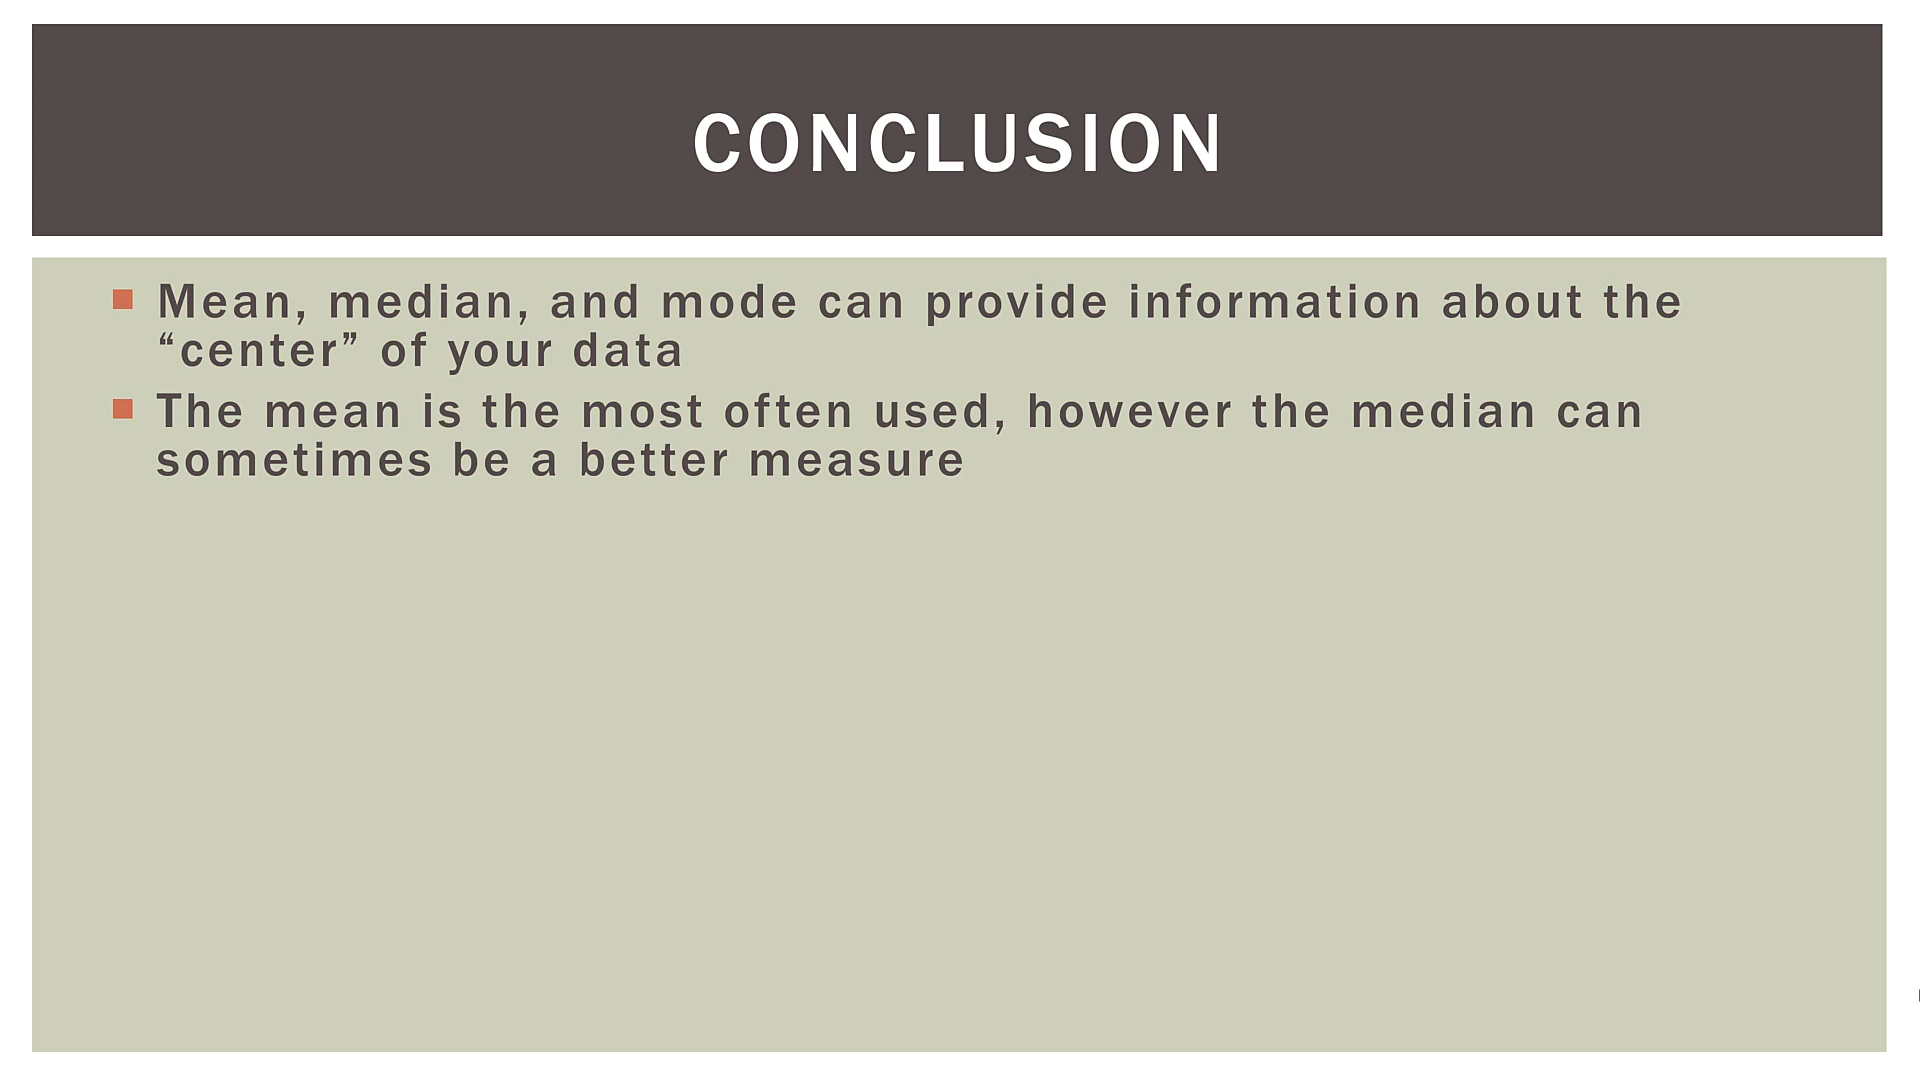 CONCLUSION
Mean, median, and mode can provide information about the
“center” of your data
The mean is the most often used, however the median can
sometimes be a better measure